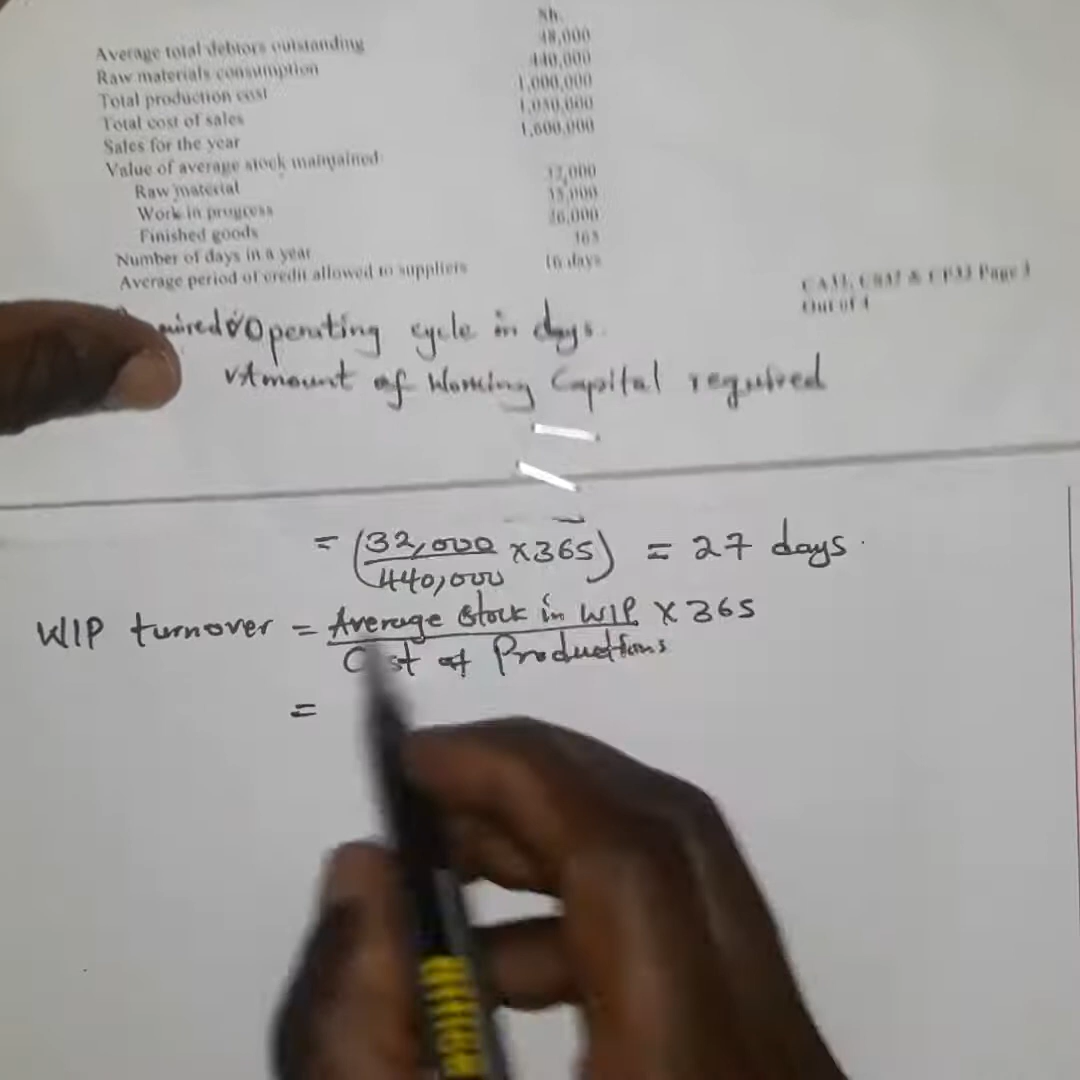 Sh.
Average total debtors outstanding 48,000
Raw materials consumption 440,000
Total production cost 1,000,000
Total cost of sales 1,050,000
Sales for the year 1,600,000
Value of average stock maintained:
Raw material 32,000
Work in progress 35,000
Finished goods 26,000
Number of days in a year 365
Average period of credit allowed to suppliers 16 days
CA33, & CP33 Page 3
Out of 4
Operating cycle in days.
Amount of Working Capital required
= (32,000/440,000 × 365) = 27 days.
WIP turnover = Average Stock in WIP × 365
Cost of Productions
=